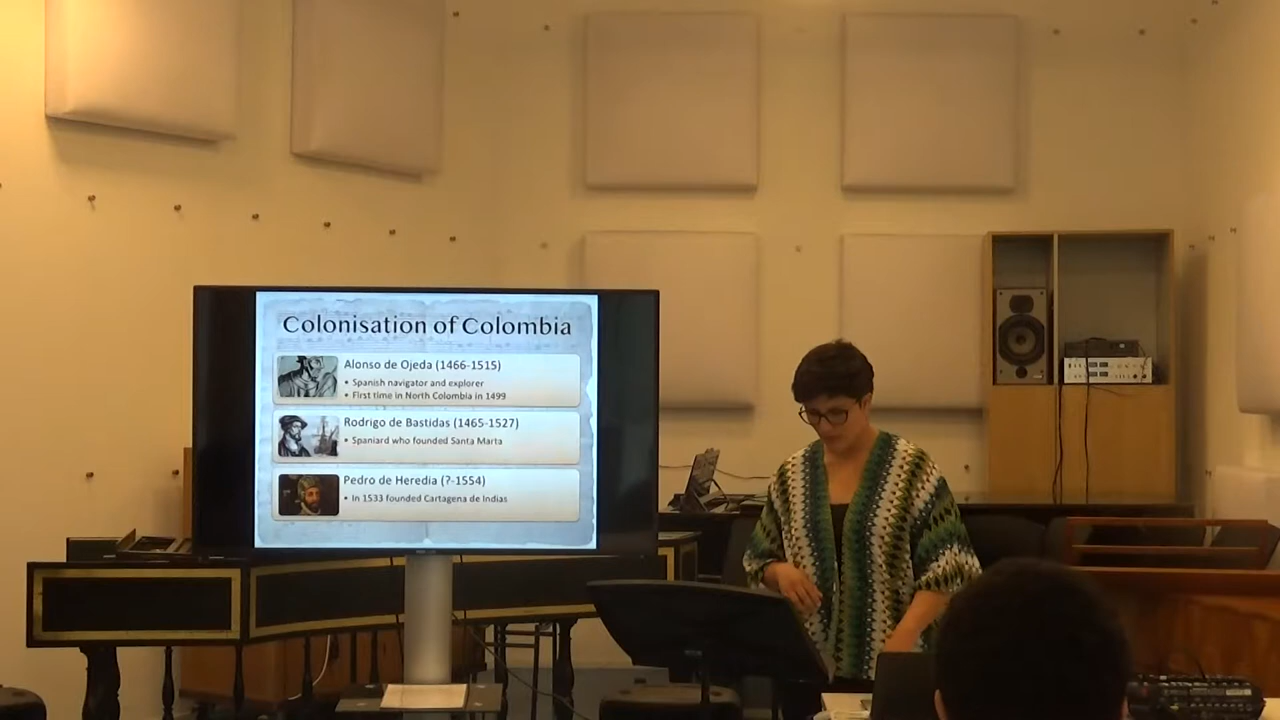 Colonisation of Colombia
Alonso de Ojeda (1466-1515)
• Spanish navigator and explorer
• First time in North Colombia in 1499
Rodrigo de Bastidas (1465-1527)
• Spaniard who founded Santa Marta
Pedro de Heredia (?-1554)
• In 1533 founded Cartagena de Indias